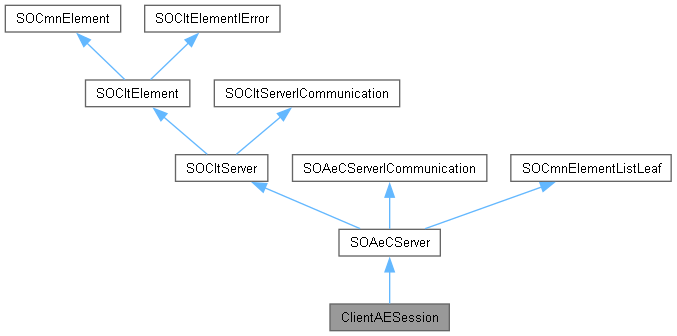 SOCmnElement
SOCltElementIError
SOCltElement
SOCltServerICommunication
SOCltServer
SOAeCServerICommunication
SOCmnElementListLeaf
SOAeCServer
ClientAESession